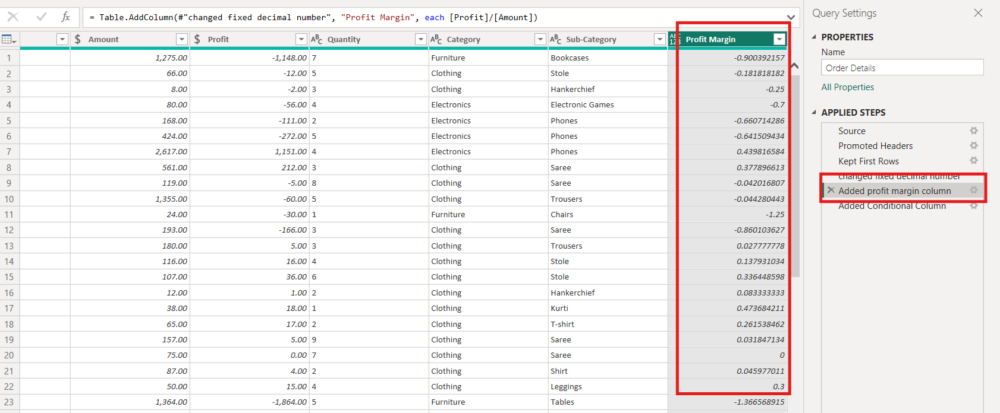 fx = Table.AddColumn(#"changed fixed decimal number", "Profit Margin", each [Profit]/[Amount])
$ Amount $ Profit ABC Quantity ABC Category ABC Sub-Category ABC 123 Profit Margin
1 1,275.00 -1,148.00 7 Furniture Bookcases -0.900392157
2 66.00 -12.00 5 Clothing Stole -0.181818182
3 8.00 -2.00 3 Clothing Hankerchief -0.25
4 80.00 -56.00 4 Electronics Electronic Games -0.7
5 168.00 -111.00 2 Electronics Phones -0.660714286
6 424.00 -272.00 5 Electronics Phones -0.641509434
7 2,617.00 1,151.00 4 Electronics Phones 0.439816584
8 561.00 212.00 3 Clothing Saree 0.377896613
9 119.00 -5.00 8 Clothing Saree -0.042016807
10 1,355.00 -60.00 5 Clothing Trousers -0.044280443
11 24.00 -30.00 1 Furniture Chairs -1.25
12 193.00 -166.00 3 Clothing Saree -0.860103627
13 180.00 5.00 3 Clothing Trousers 0.027777778
14 116.00 16.00 4 Clothing Stole 0.137931034
15 107.00 36.00 6 Clothing Stole 0.336448598
16 12.00 1.00 2 Clothing Hankerchief 0.083333333
17 38.00 18.00 1 Clothing Kurti 0.473684211
18 65.00 17.00 2 Clothing T-shirt 0.261538462
19 157.00 5.00 9 Clothing Saree 0.031847134
20 75.00 0.00 7 Clothing Saree 0
21 87.00 4.00 2 Clothing Shirt 0.045977011
22 50.00 15.00 4 Clothing Leggings 0.3
23 1,364.00 -1,864.00 5 Furniture Tables -1.366568915
Query Settings
PROPERTIES
Name
Order Details
All Properties
APPLIED STEPS
Source
Promoted Headers
Kept First Rows
changed fixed decimal number
Added profit margin column
Added Conditional Column